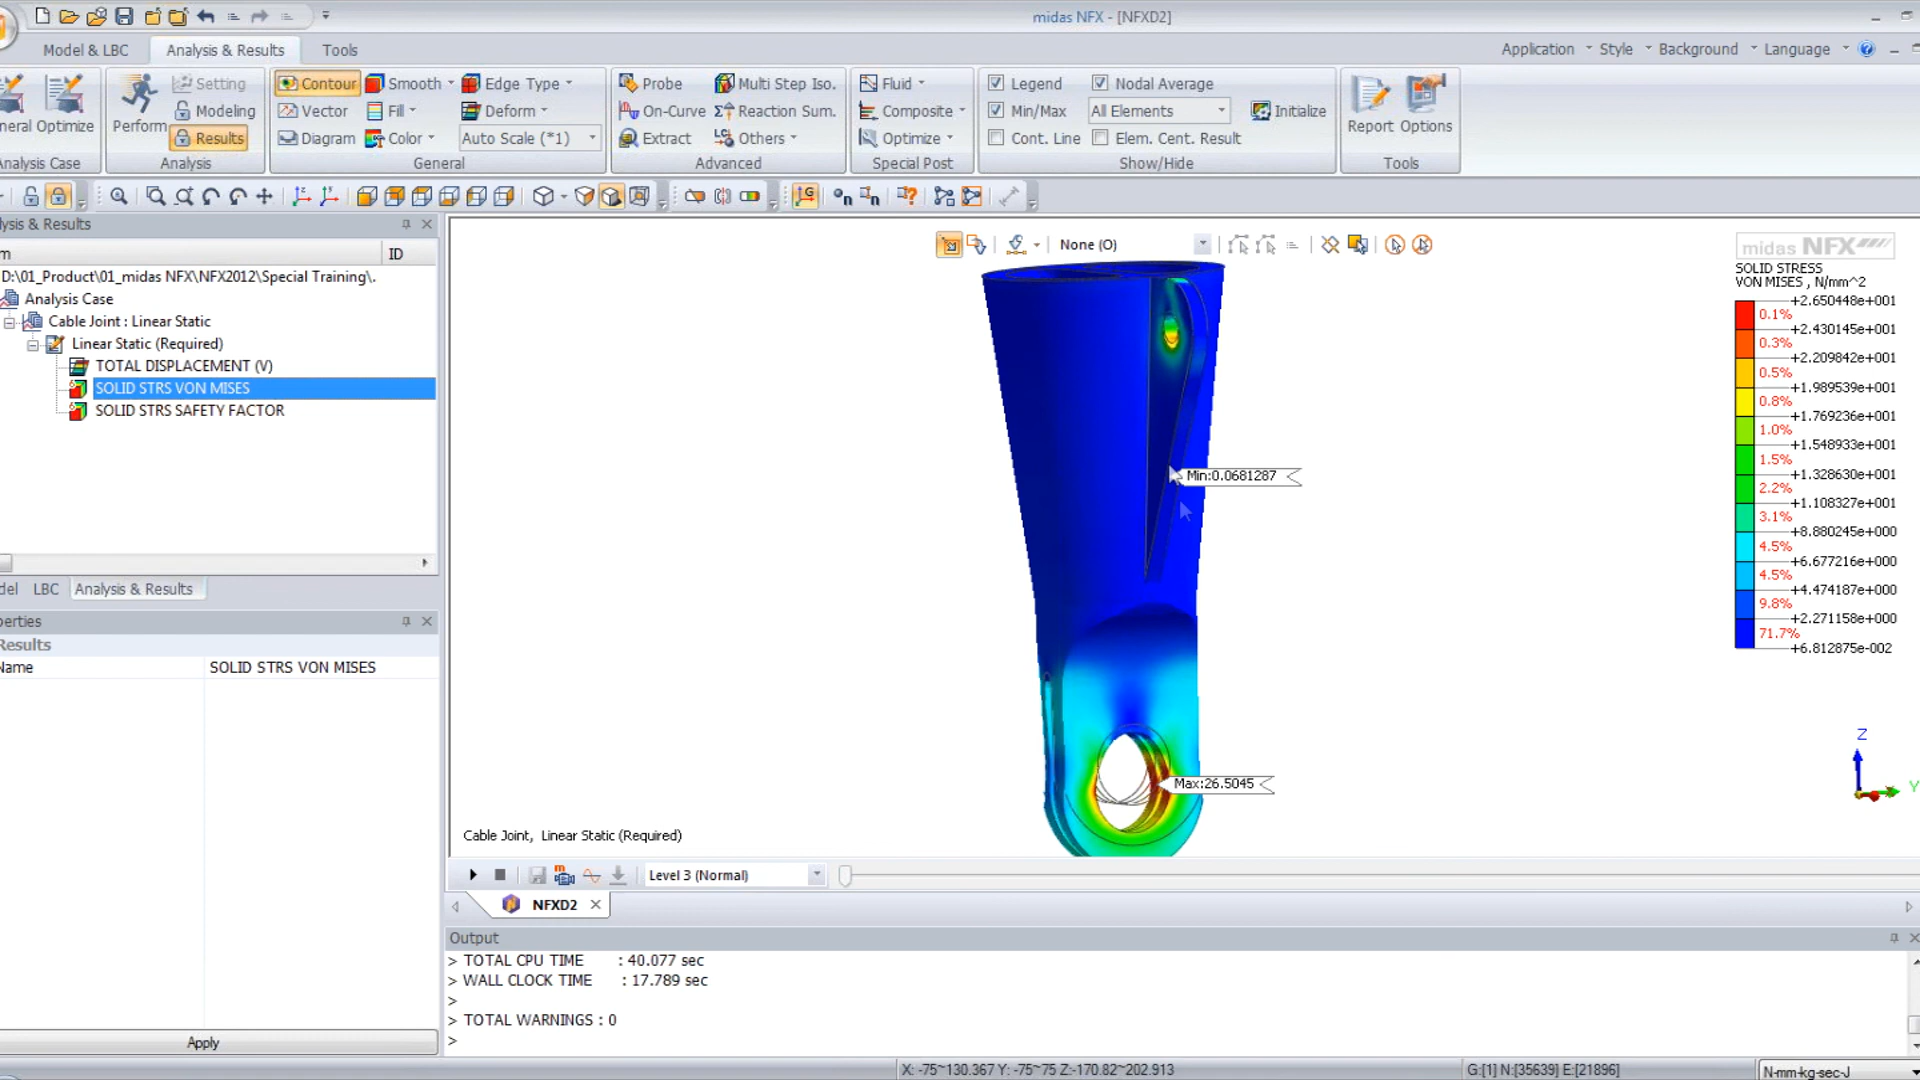 midas NFX - [NFXD2]
Model & LBC Analysis & Results Tools
Application Style Background Language
Optimize
Analysis Case
Perform
Setting
Modeling
Results
Analysis
Contour Smooth Edge Type
Vector Fill Deform
Diagram Color Auto Scale (*1)
General
Probe Multi Step Iso.
On-Curve Reaction Sum.
Extract Others
Advanced
Fluid
Composite
Optimize
Special Post
Legend Nodal Average
Min/Max All Elements Initialize
Cont. Line Elem. Cent. Result
Show/Hide
Report Options
Tools
lysis & Results
m ID
D:\01_Product\01_midas NFX\NFX2012\Special Training\.
Analysis Case
Cable Joint : Linear Static
Linear Static (Required)
TOTAL DISPLACEMENT (V)
SOLID STRS VON MISES
SOLID STRS SAFETY FACTOR
del LBC Analysis & Results
perties
Results
Name SOLID STRS VON MISES
Apply
None (O)
midas NFX
SOLID STRESS
VON MISES , N/mm^2
+2.650448e+001
0.1%
+2.430145e+001
0.3%
+2.209842e+001
0.5%
+1.989539e+001
0.8%
+1.769236e+001
1.0%
+1.548933e+001
1.5%
+1.328630e+001
2.2%
+1.108327e+001
3.1%
+8.880245e+000
4.5%
+6.677216e+000
4.5%
+4.474187e+000
9.8%
+2.271158e+000
71.7%
+6.812875e-002
Min:0.0681287
Max:26.5045
Z
Y
Cable Joint, Linear Static (Required)
Level 3 (Normal)
NFXD2
Output
> TOTAL CPU TIME : 40.077 sec
> WALL CLOCK TIME : 17.789 sec
>
> TOTAL WARNINGS : 0
>
X: -75~130.367 Y: -75~75 Z:-170.82~202.913
G:[1] N:[35639] E:[21896]
N-mm-kg-sec-J